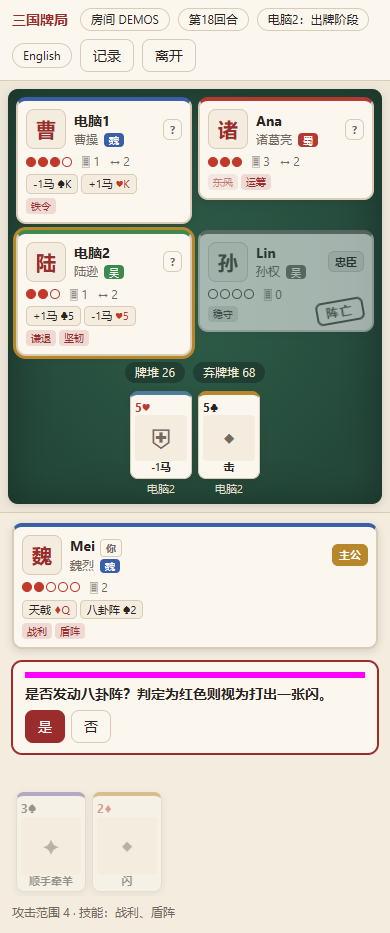 三国牌局 房间 DEMOS 第18回合 电脑2：出牌阶段
English 记录 离开
曹 电脑1 ?
曹操 魏
1 ↔ 2
-1马 ♠K +1马 ♥K
铁令
诸 Ana ?
诸葛亮 蜀
3 ↔ 2
东风 运筹
陆 电脑2 ?
陆逊 吴
1 ↔ 2
+1马 ♣5 -1马 ♥5
谦退 坚韧
孙 Lin 忠臣
孙权 吴
0
稳守 阵亡
牌堆 26 弃牌堆 68
5♥
-1马
电脑2
5♣
击
电脑2
魏 Mei 你 主公
魏烈 魏
2
天戟 ♦Q 八卦阵 ♠2
战利 盾阵
是否发动八卦阵？判定为红色则视为打出一张闪。
是 否
3♠
顺手牵羊
2♦
闪
攻击范围 4 · 技能：战利、盾阵